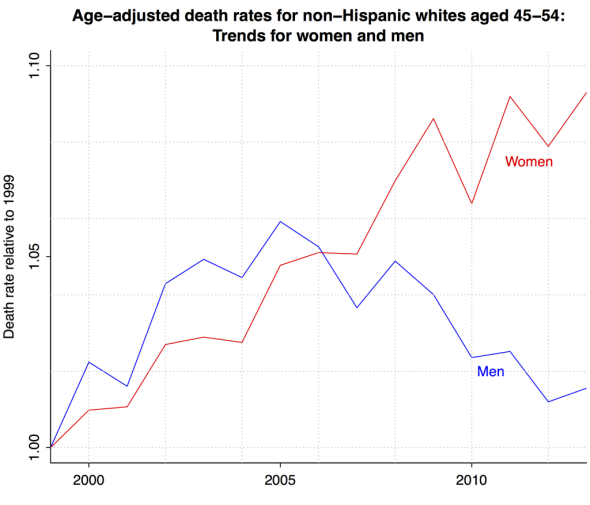 Age−adjusted death rates for non−Hispanic whites aged 45−54:
Trends for women and men
Death rate relative to 1999
1.10
1.05
1.00
Women
Men
2000
2005
2010